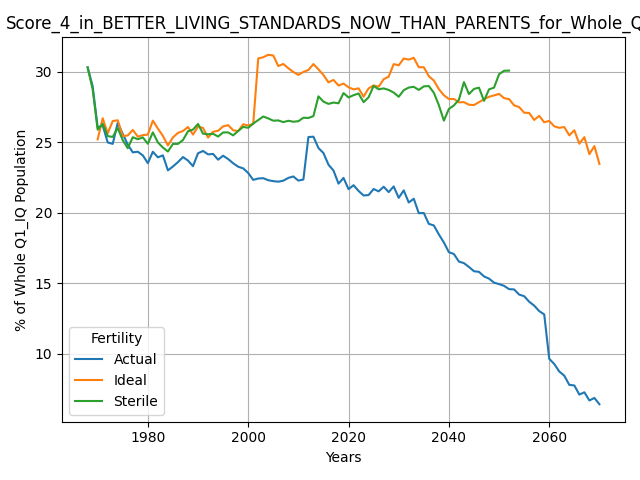 Score_4_in_BETTER_LIVING_STANDARDS_NOW_THAN_PARENTS_for_Whole_Q
% of Whole Q1_IQ Population
30
25
20
15
10
Fertility
Actual
Ideal
Sterile
1980
2000
2020
2040
2060
Years